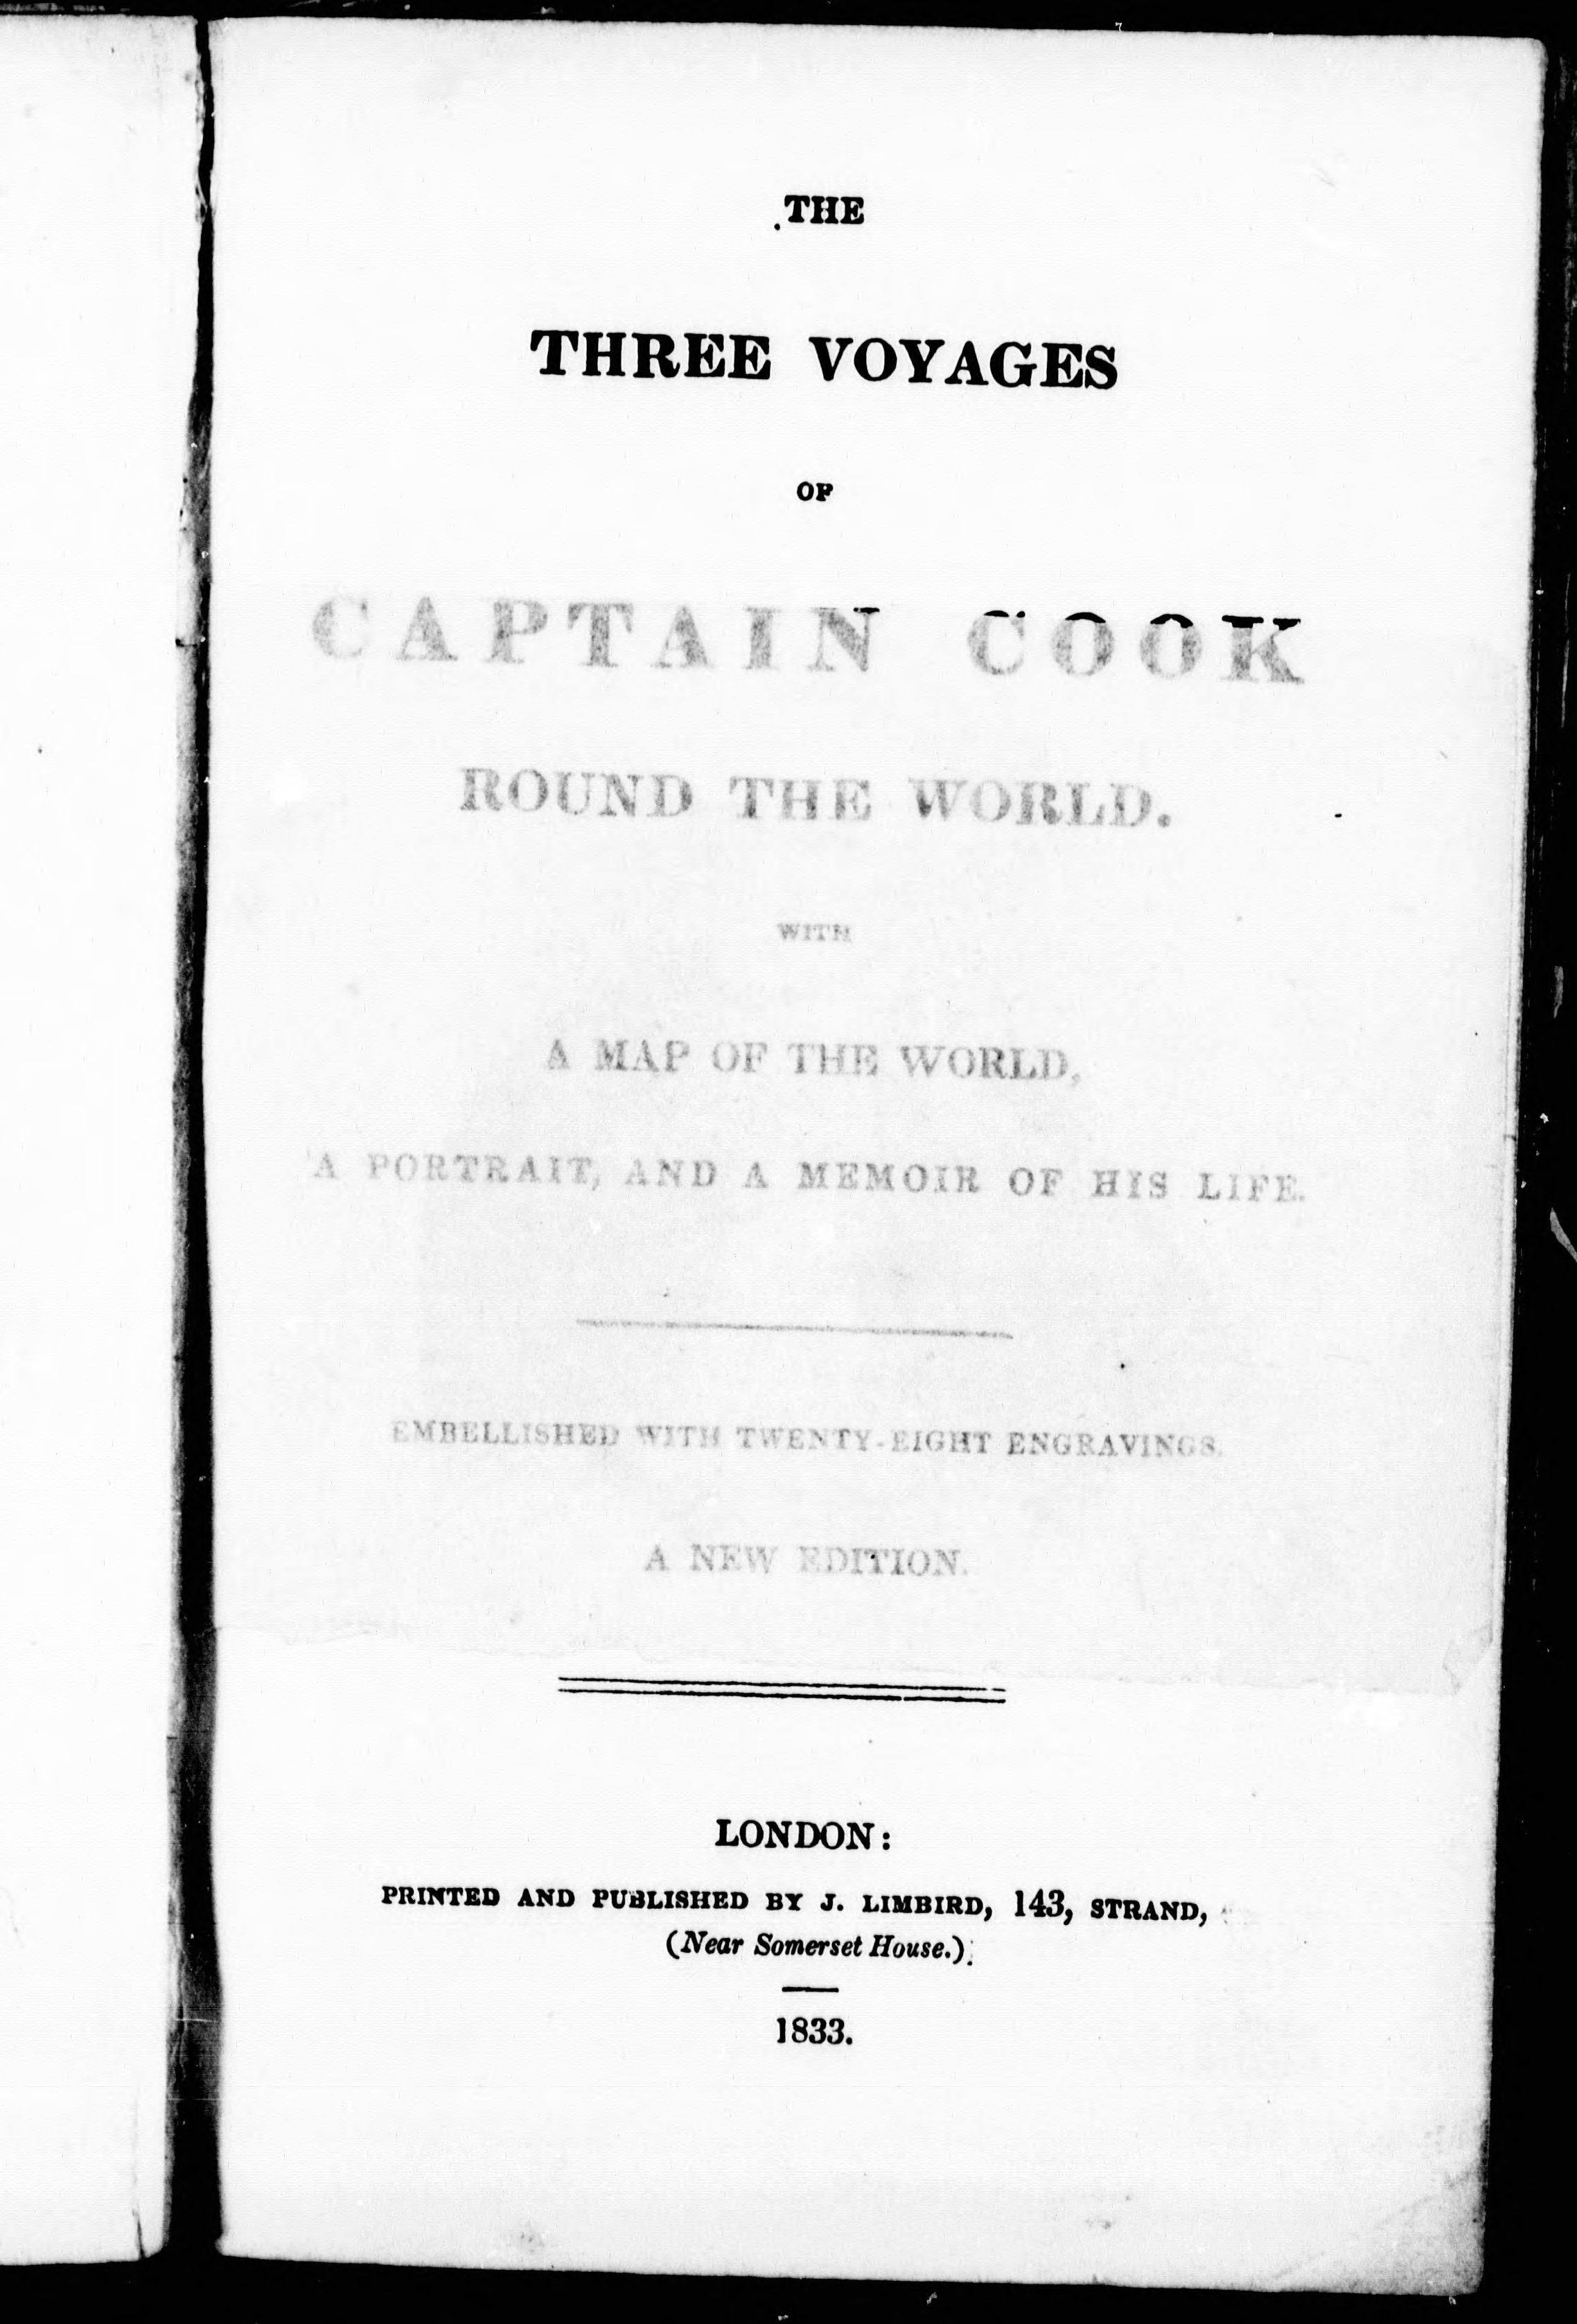 THE
THREE VOYAGES
OF
CAPTAIN COOK
ROUND THE WORLD.
WITH
A MAP OF THE WORLD,
A PORTRAIT, AND A MEMOIR OF HIS LIFE.
EMBELLISHED WITH TWENTY-EIGHT ENGRAVINGS.
A NEW EDITION.
LONDON:
PRINTED AND PUBLISHED BY J. LIMBIRD, 143, STRAND,
(Near Somerset House.)
1833.